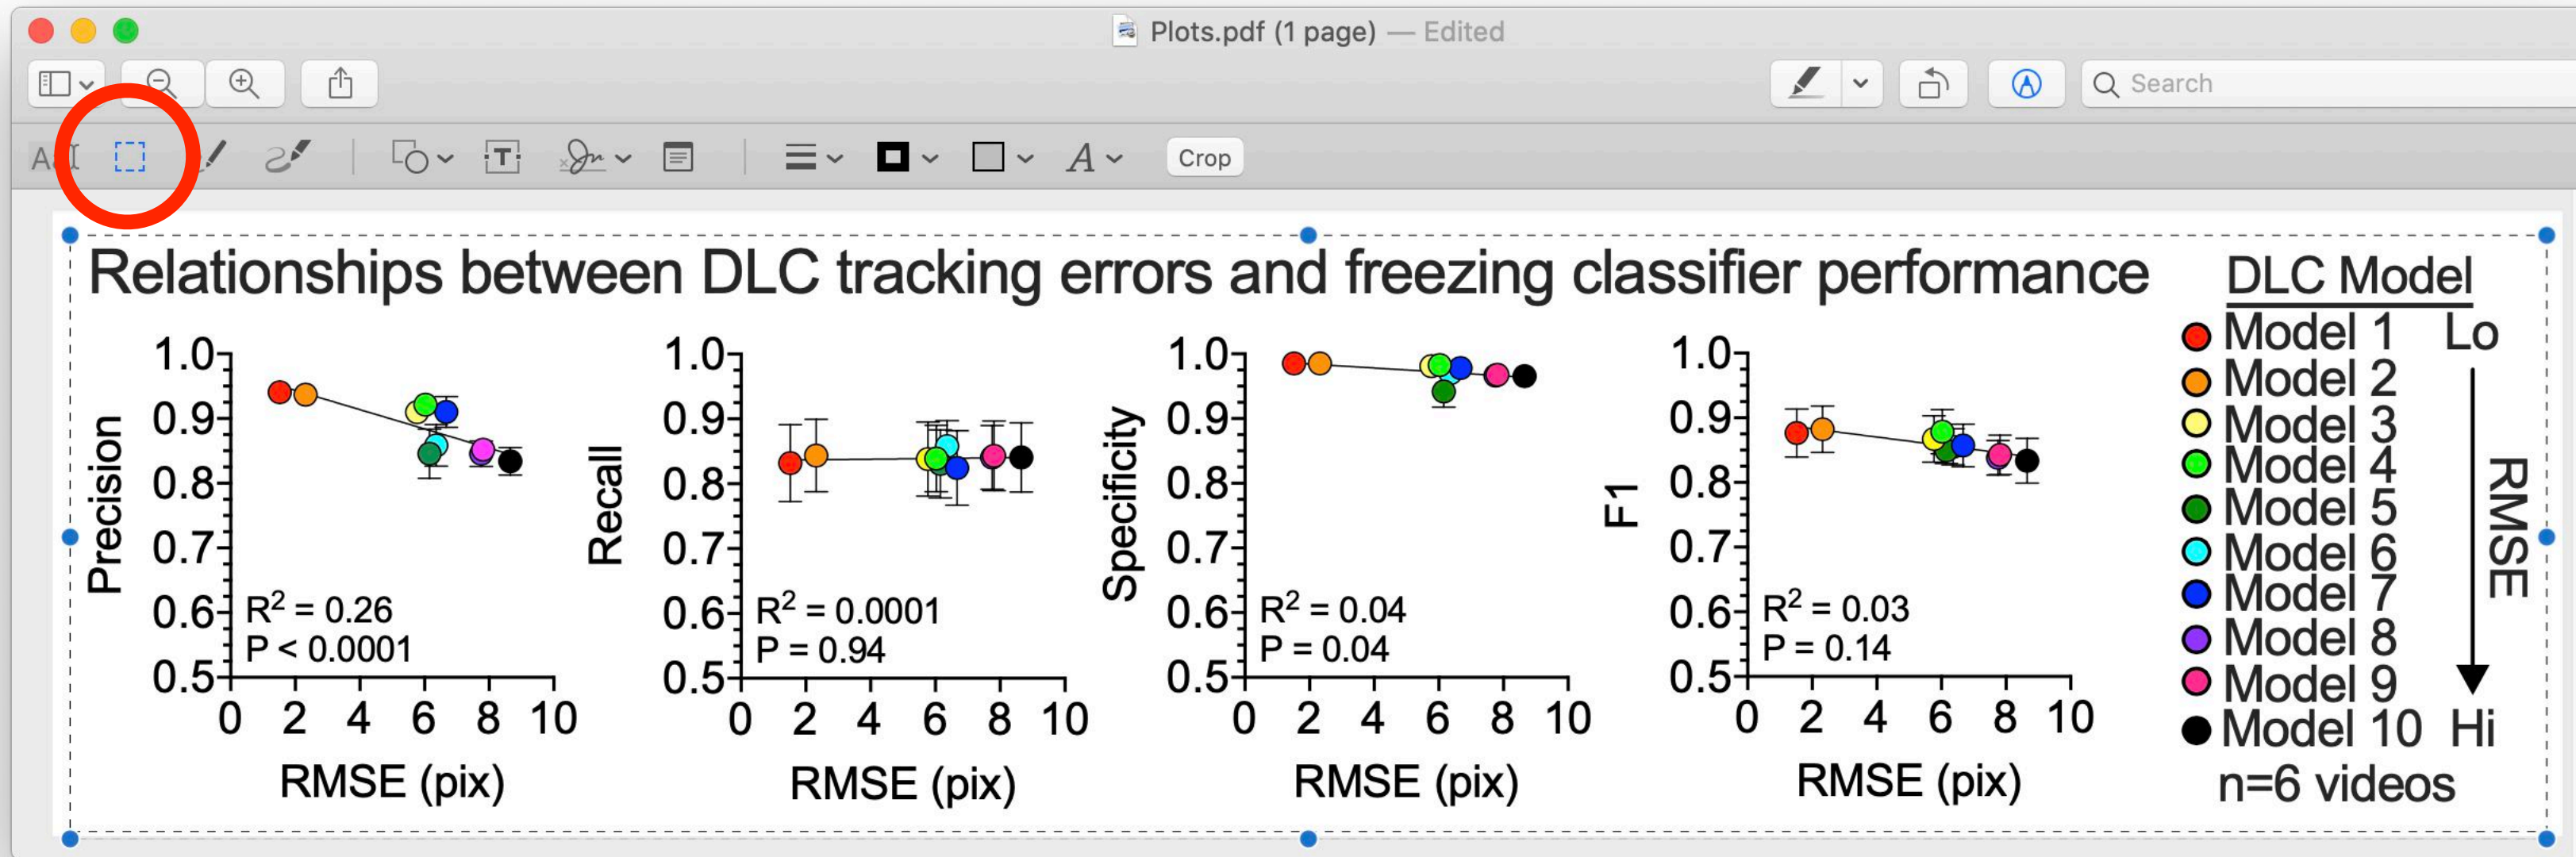 Plots.pdf (1 page) — Edited
Search
T
A
Crop
Relationships between DLC tracking errors and freezing classifier performance
Precision
1.0
0.9
0.8
0.7
0.6
0.5
R² = 0.26
P < 0.0001
0 2 4 6 8 10
RMSE (pix)
Recall
1.0
0.9
0.8
0.7
0.6
0.5
R² = 0.0001
P = 0.94
0 2 4 6 8 10
RMSE (pix)
Specificity
1.0
0.9
0.8
0.7
0.6
0.5
R² = 0.04
P = 0.04
0 2 4 6 8 10
RMSE (pix)
F1
1.0
0.9
0.8
0.7
0.6
0.5
R² = 0.03
P = 0.14
0 2 4 6 8 10
RMSE (pix)
DLC Model
Model 1 Lo
Model 2
Model 3
Model 4
Model 5
Model 6
Model 7
Model 8
Model 9
Model 10 Hi
RMSE
n=6 videos